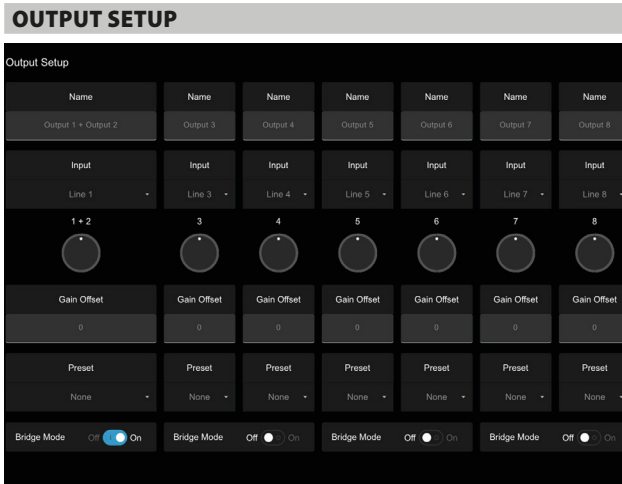 OUTPUT SETUP
Output Setup
Name Name Name Name Name Name Name
Output 1 + Output 2 Output 3 Output 4 Output 5 Output 6 Output 7 Output 8
Input Input Input Input Input Input Input
Line 1 Line 3 Line 4 Line 5 Line 6 Line 7 Line 8
1 + 2 3 4 5 6 7 8
Gain Offset Gain Offset Gain Offset Gain Offset Gain Offset Gain Offset Gain Offset
0 0 0 0 0 0 0
Preset Preset Preset Preset Preset Preset Preset
None None None None None None None
Bridge Mode Off On Bridge Mode Off On Bridge Mode Off On Bridge Mode Off On